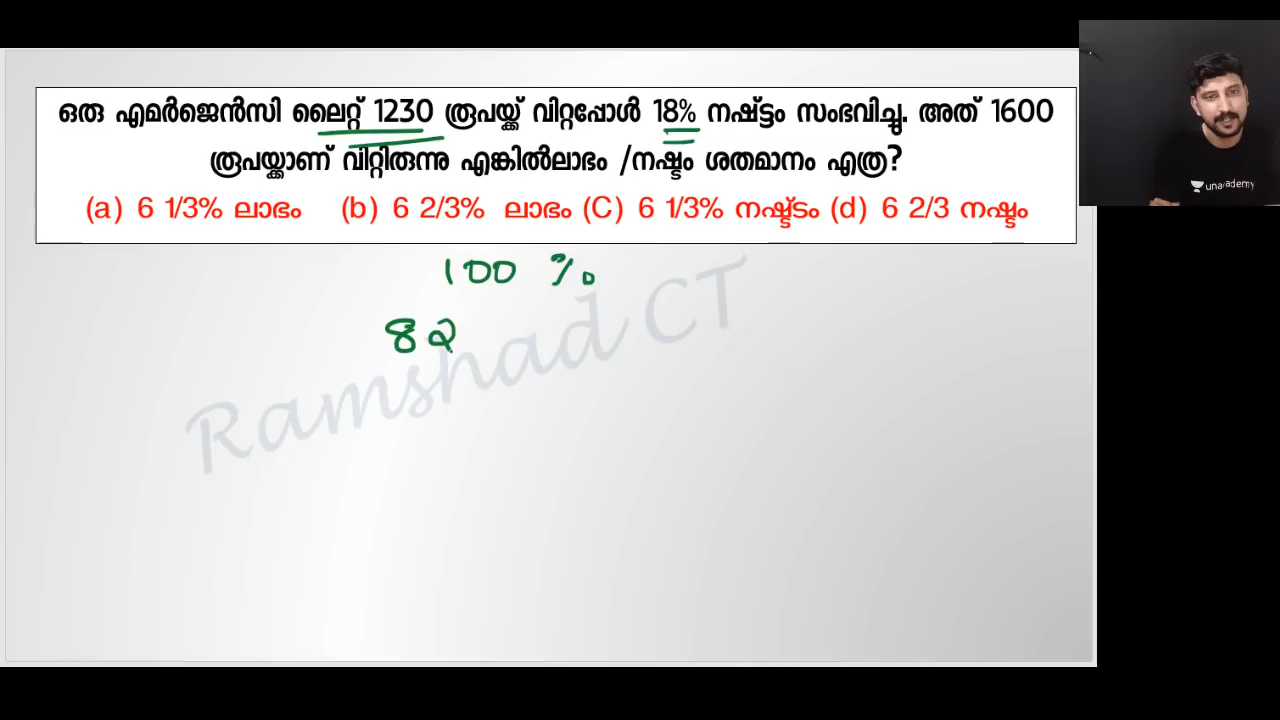 ഒരു എമർജെൻസി ലൈറ്റ് 1230 രൂപയ്ക്ക് വിറ്റപ്പോൾ 18% നഷ്ട്ടം സംഭവിച്ചു. അത് 1600
രൂപയ്ക്കാണ് വിറ്റിരുന്നു എങ്കിൽലാഭം /നഷ്ടം ശതമാനം എത്ര?
(a) 6 1/3% ലാഭം (b) 6 2/3% ലാഭം (C) 6 1/3% നഷ്ട്ടം (d) 6 2/3 നഷ്ടം
100 %
82
Ramshad CT
unacademy